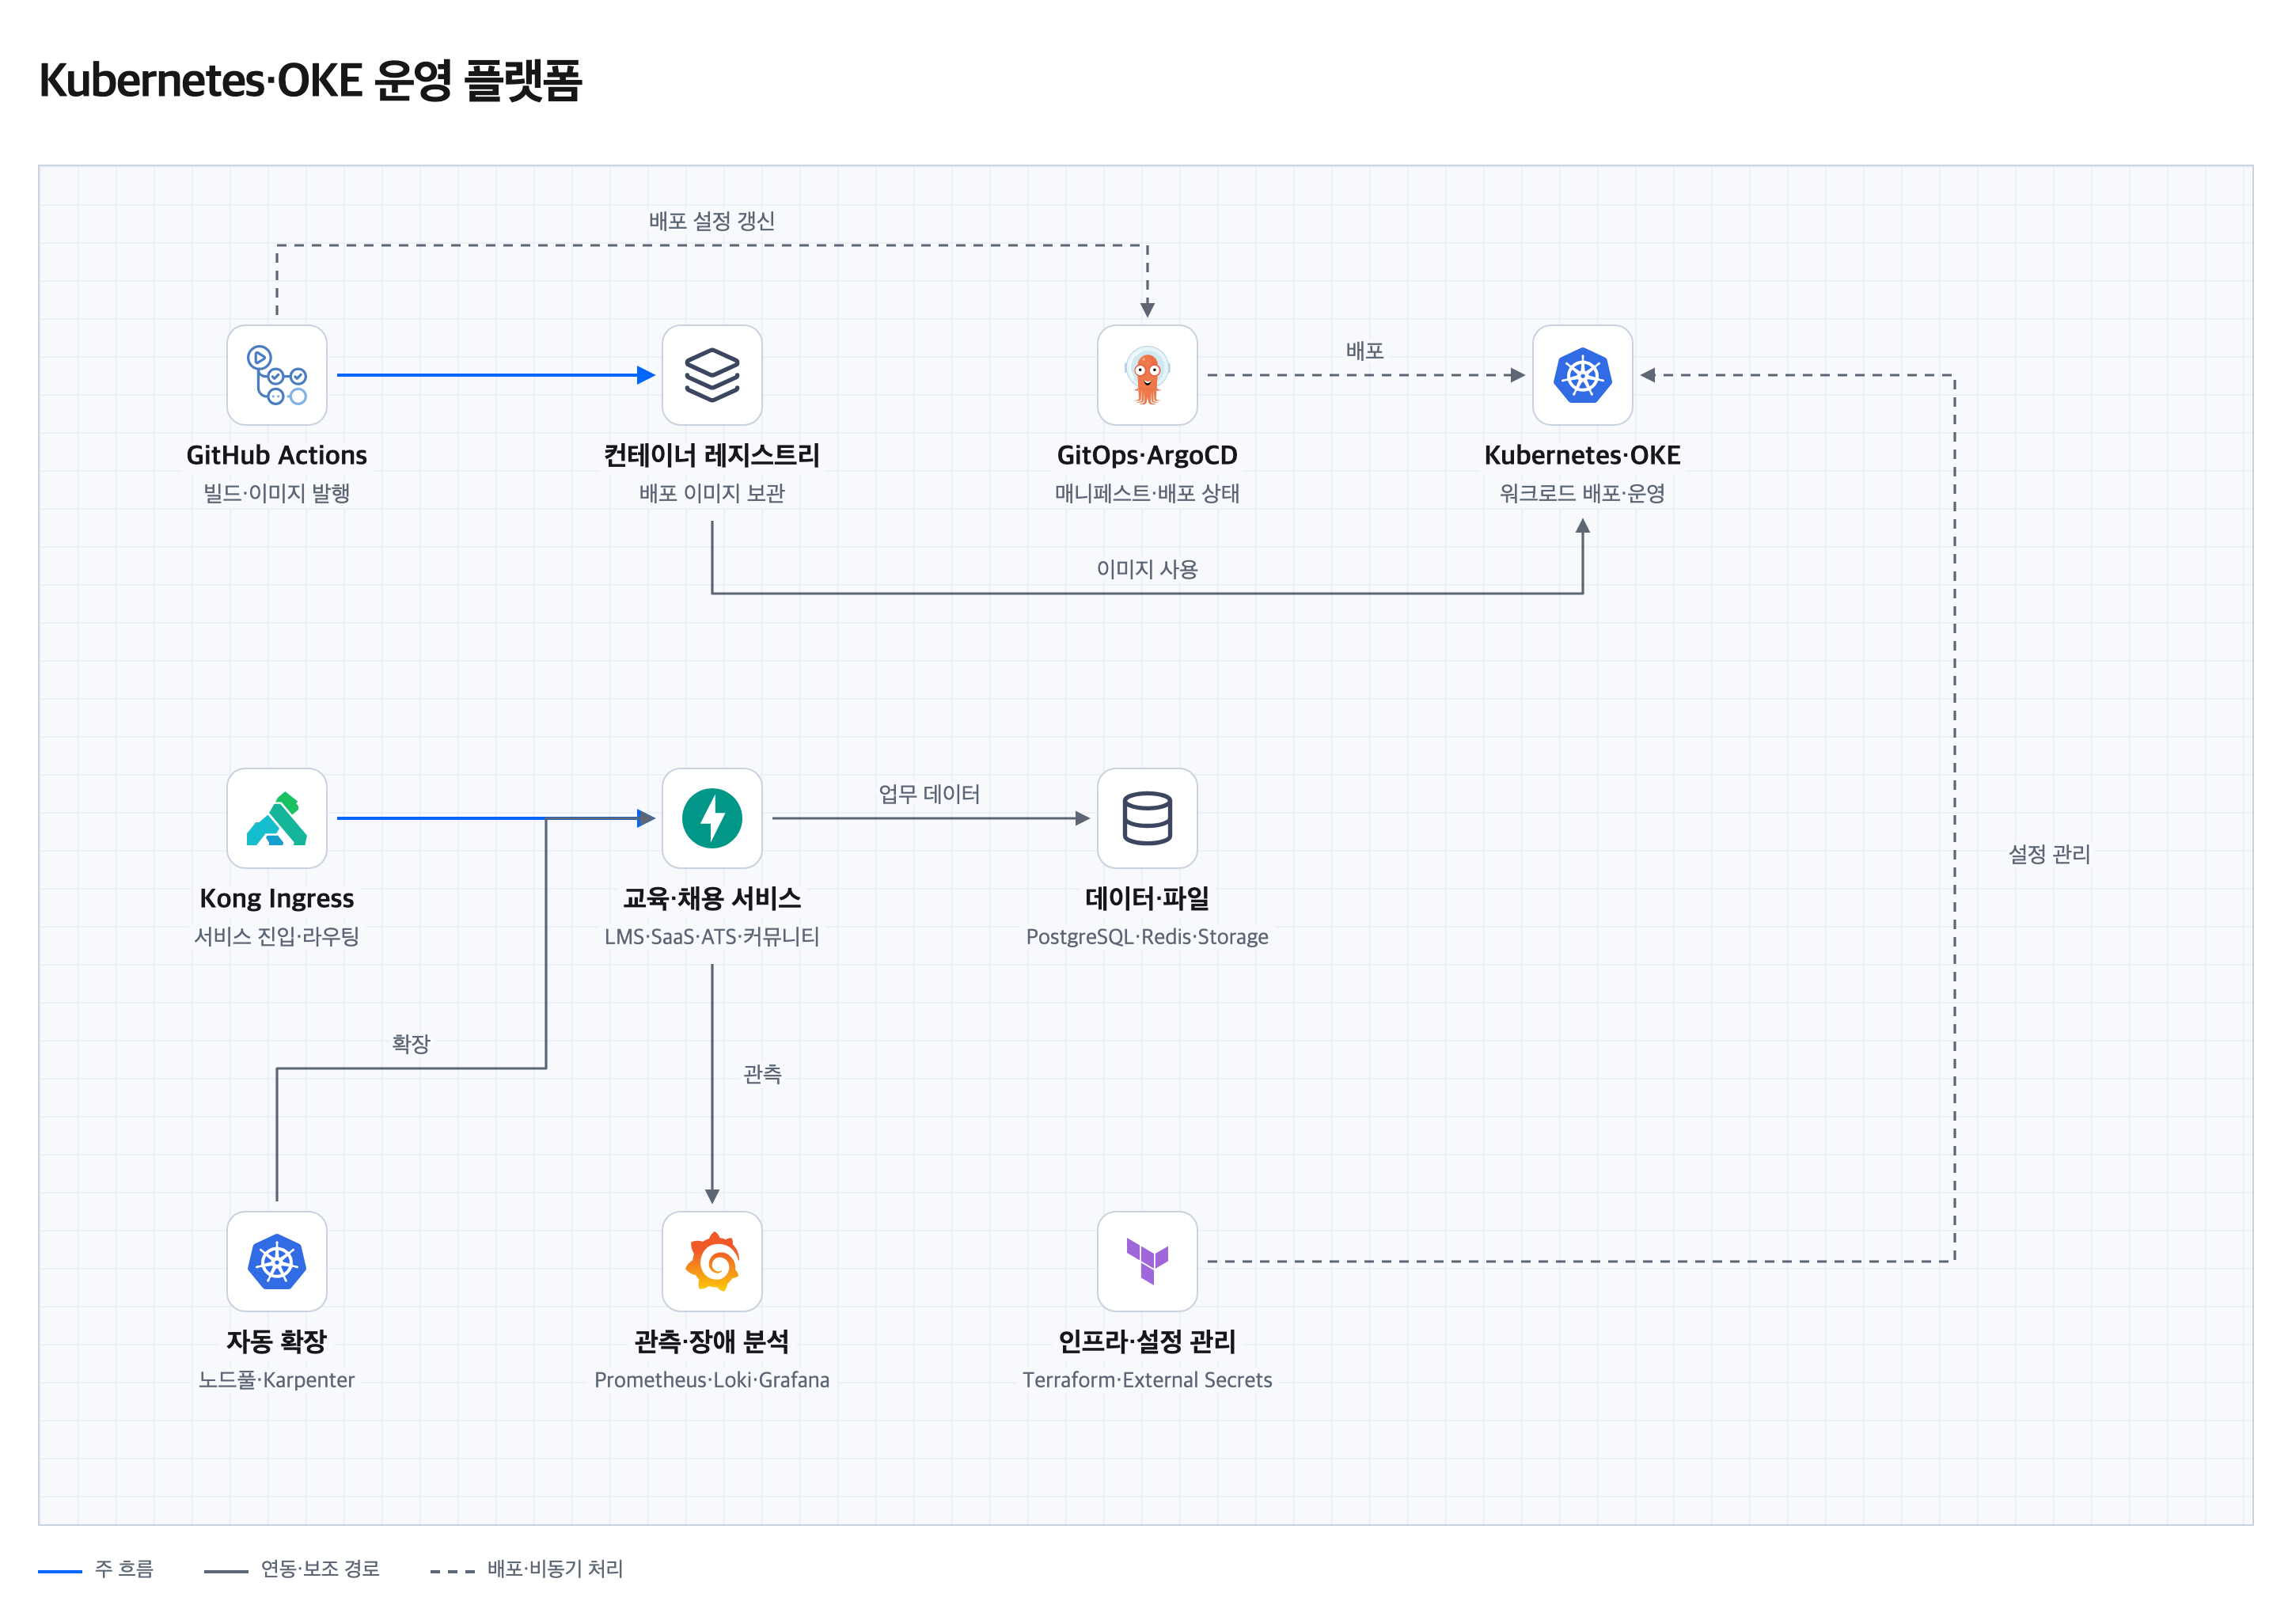 Kubernetes·OKE 운영 플랫폼
배포 설정 갱신
배포
GitHub Actions
빌드·이미지 발행
컨테이너 레지스트리
배포 이미지 보관
GitOps·ArgoCD
매니페스트·배포 상태
Kubernetes·OKE
워크로드 배포·운영
이미지 사용
업무 데이터
설정 관리
Kong Ingress
서비스 진입·라우팅
교육·채용 서비스
LMS·SaaS·ATS·커뮤니티
데이터·파일
PostgreSQL·Redis·Storage
확장
관측
자동 확장
노드풀·Karpenter
관측·장애 분석
Prometheus·Loki·Grafana
인프라·설정 관리
Terraform·External Secrets
주 흐름
연동·보조 경로
배포·비동기 처리